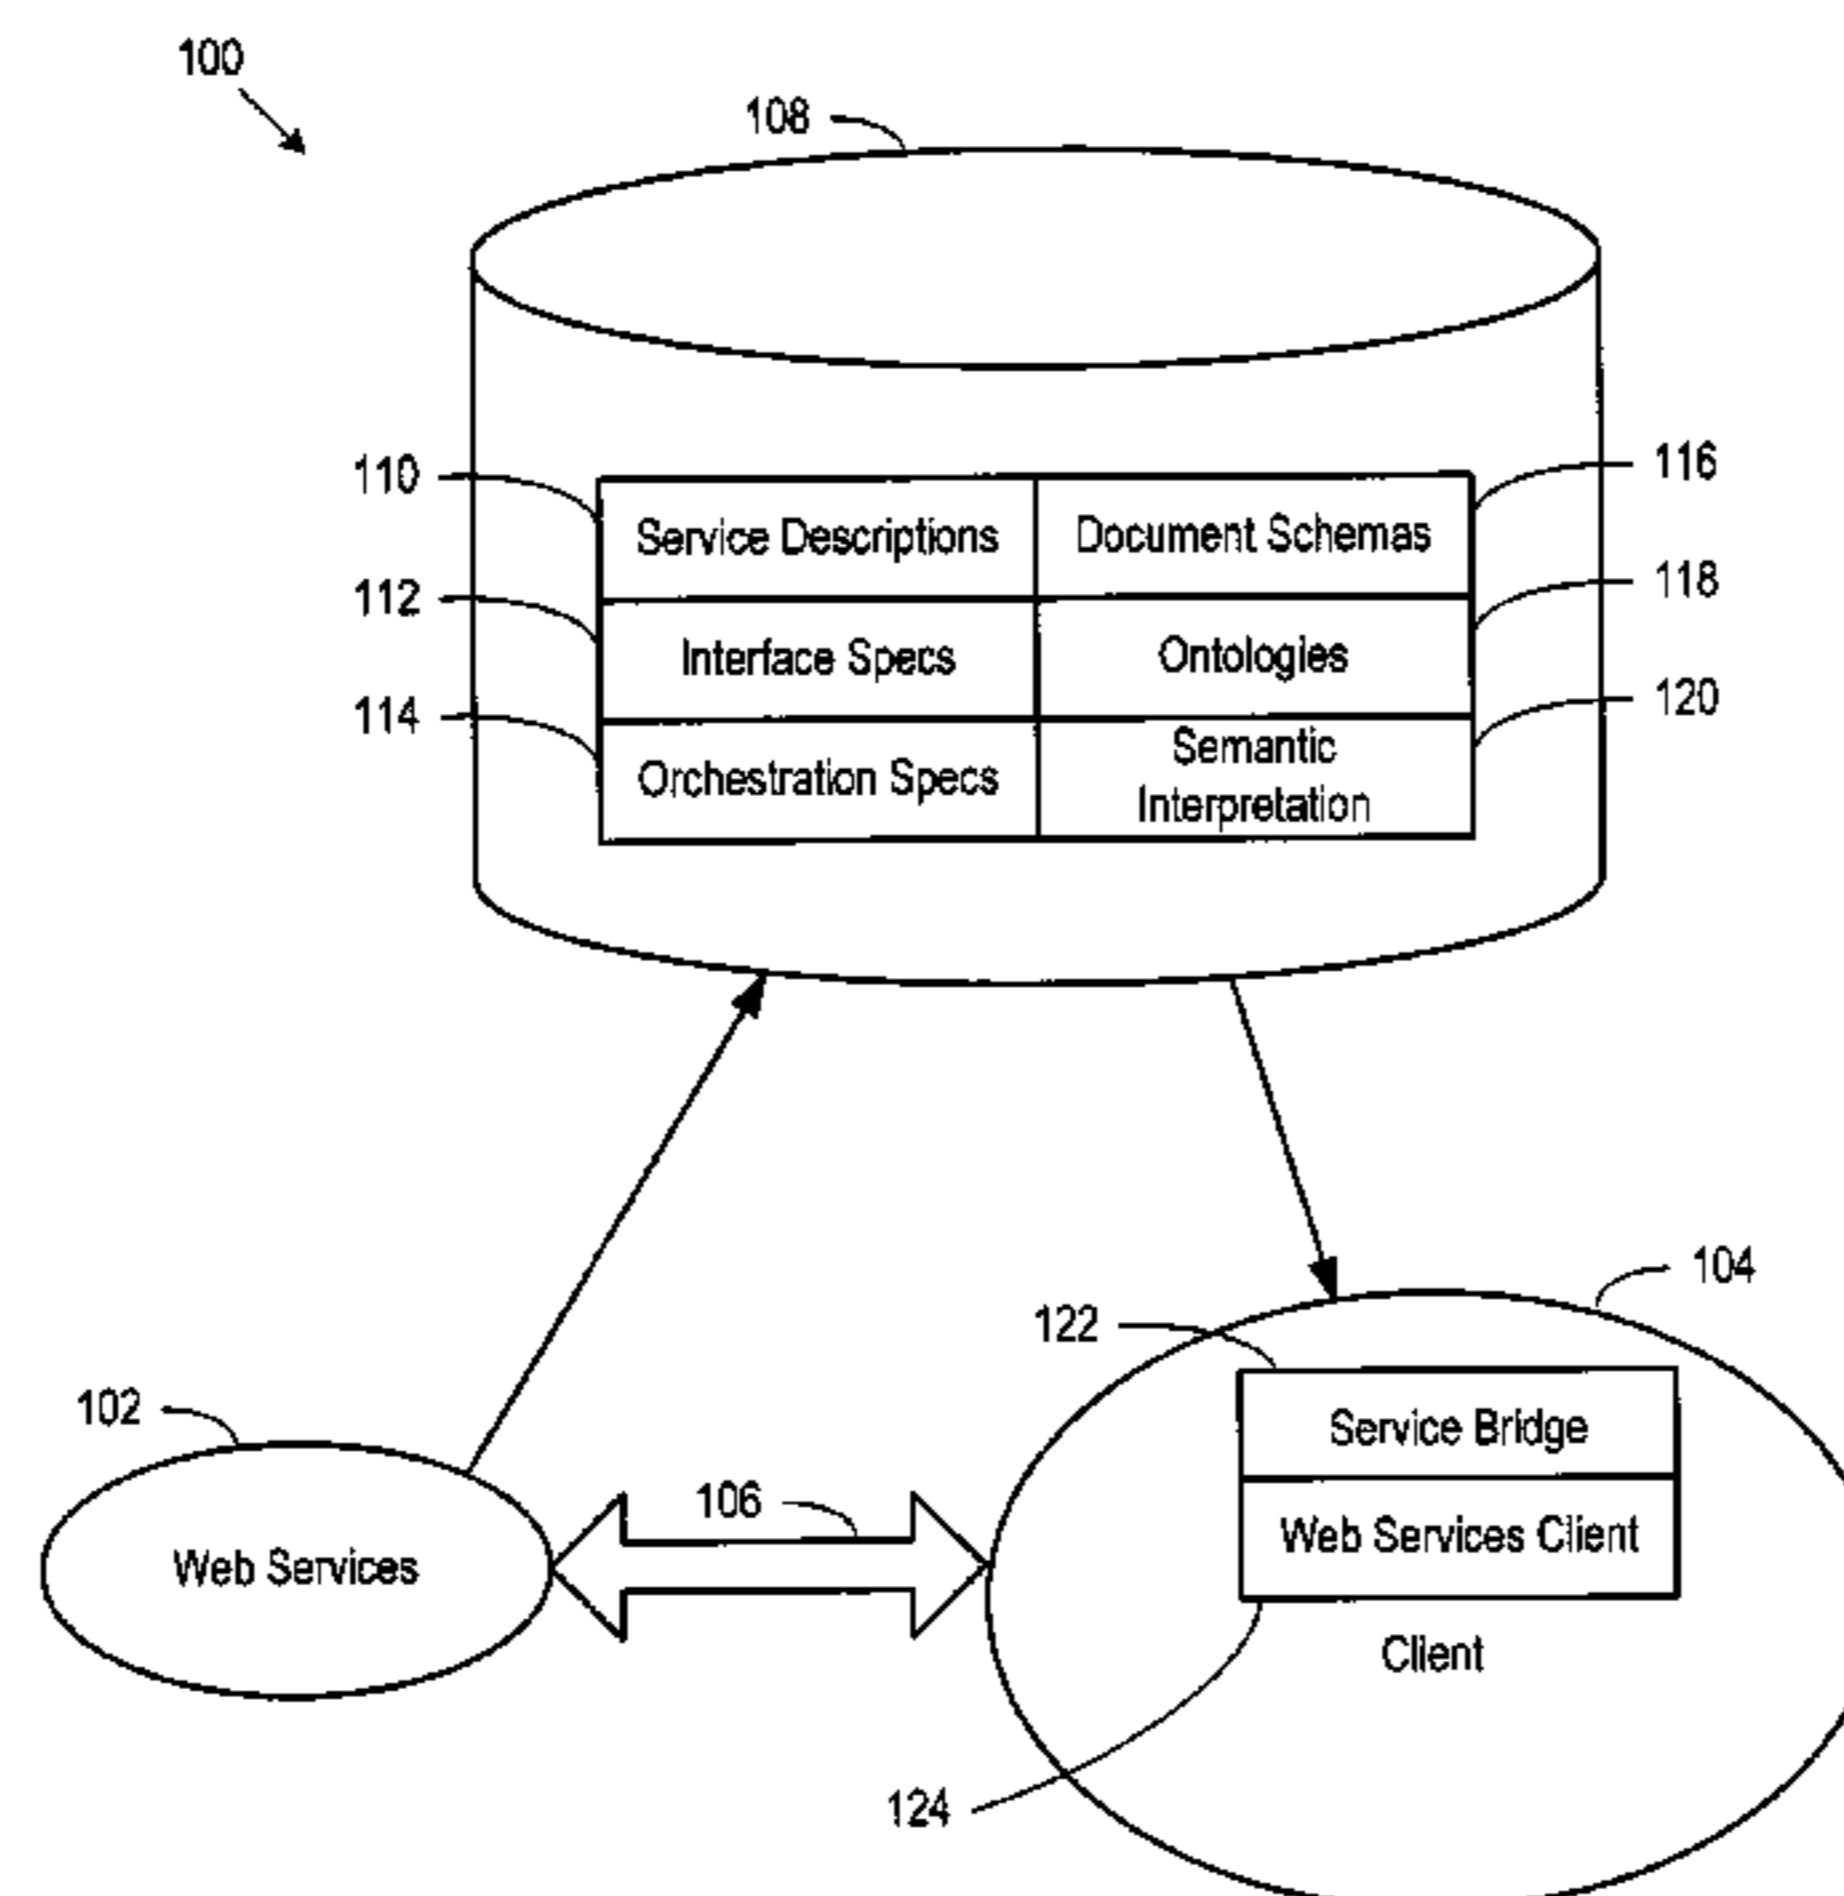 100
108
110
116
Service Descriptions
Document Schemas
112
118
Interface Specs
Ontologies
114
120
Orchestration Specs
Semantic
Interpretation
104
122
Service Bridge
102
106
Web Services Client
Web Services
Client
124